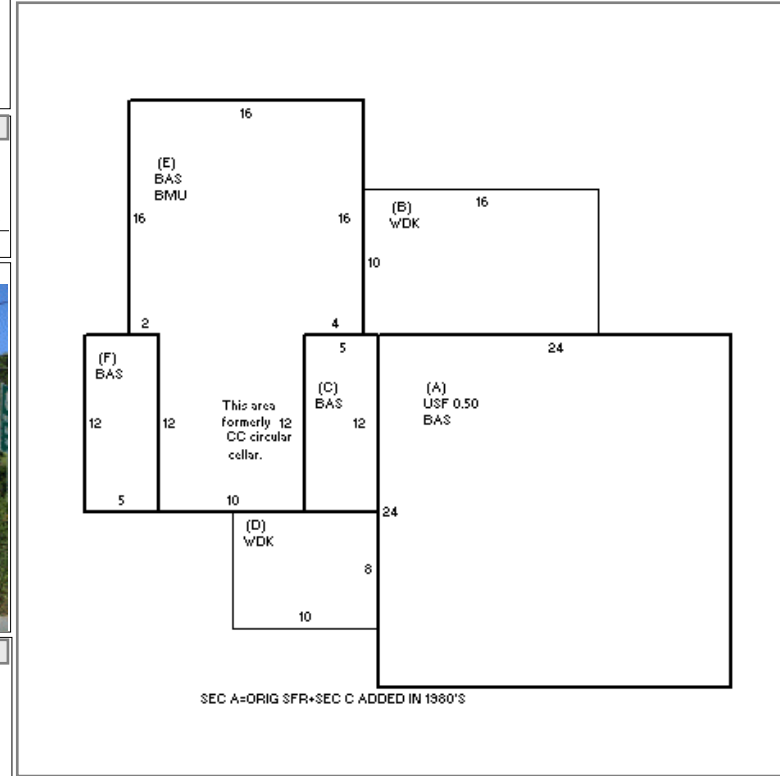 16
(E)
BAS
BMU
16
16
(B)
WDK
16
10
2
4
(F)
BAS
12
5
12
This area
formerly 12
CC circular
cellar.
10
5
(C)
BAS
12
24
(A)
USF 0.50
BAS
24
(D)
WDK
8
10
SEC A=ORIG SFR+SEC C ADDED IN 1980'S